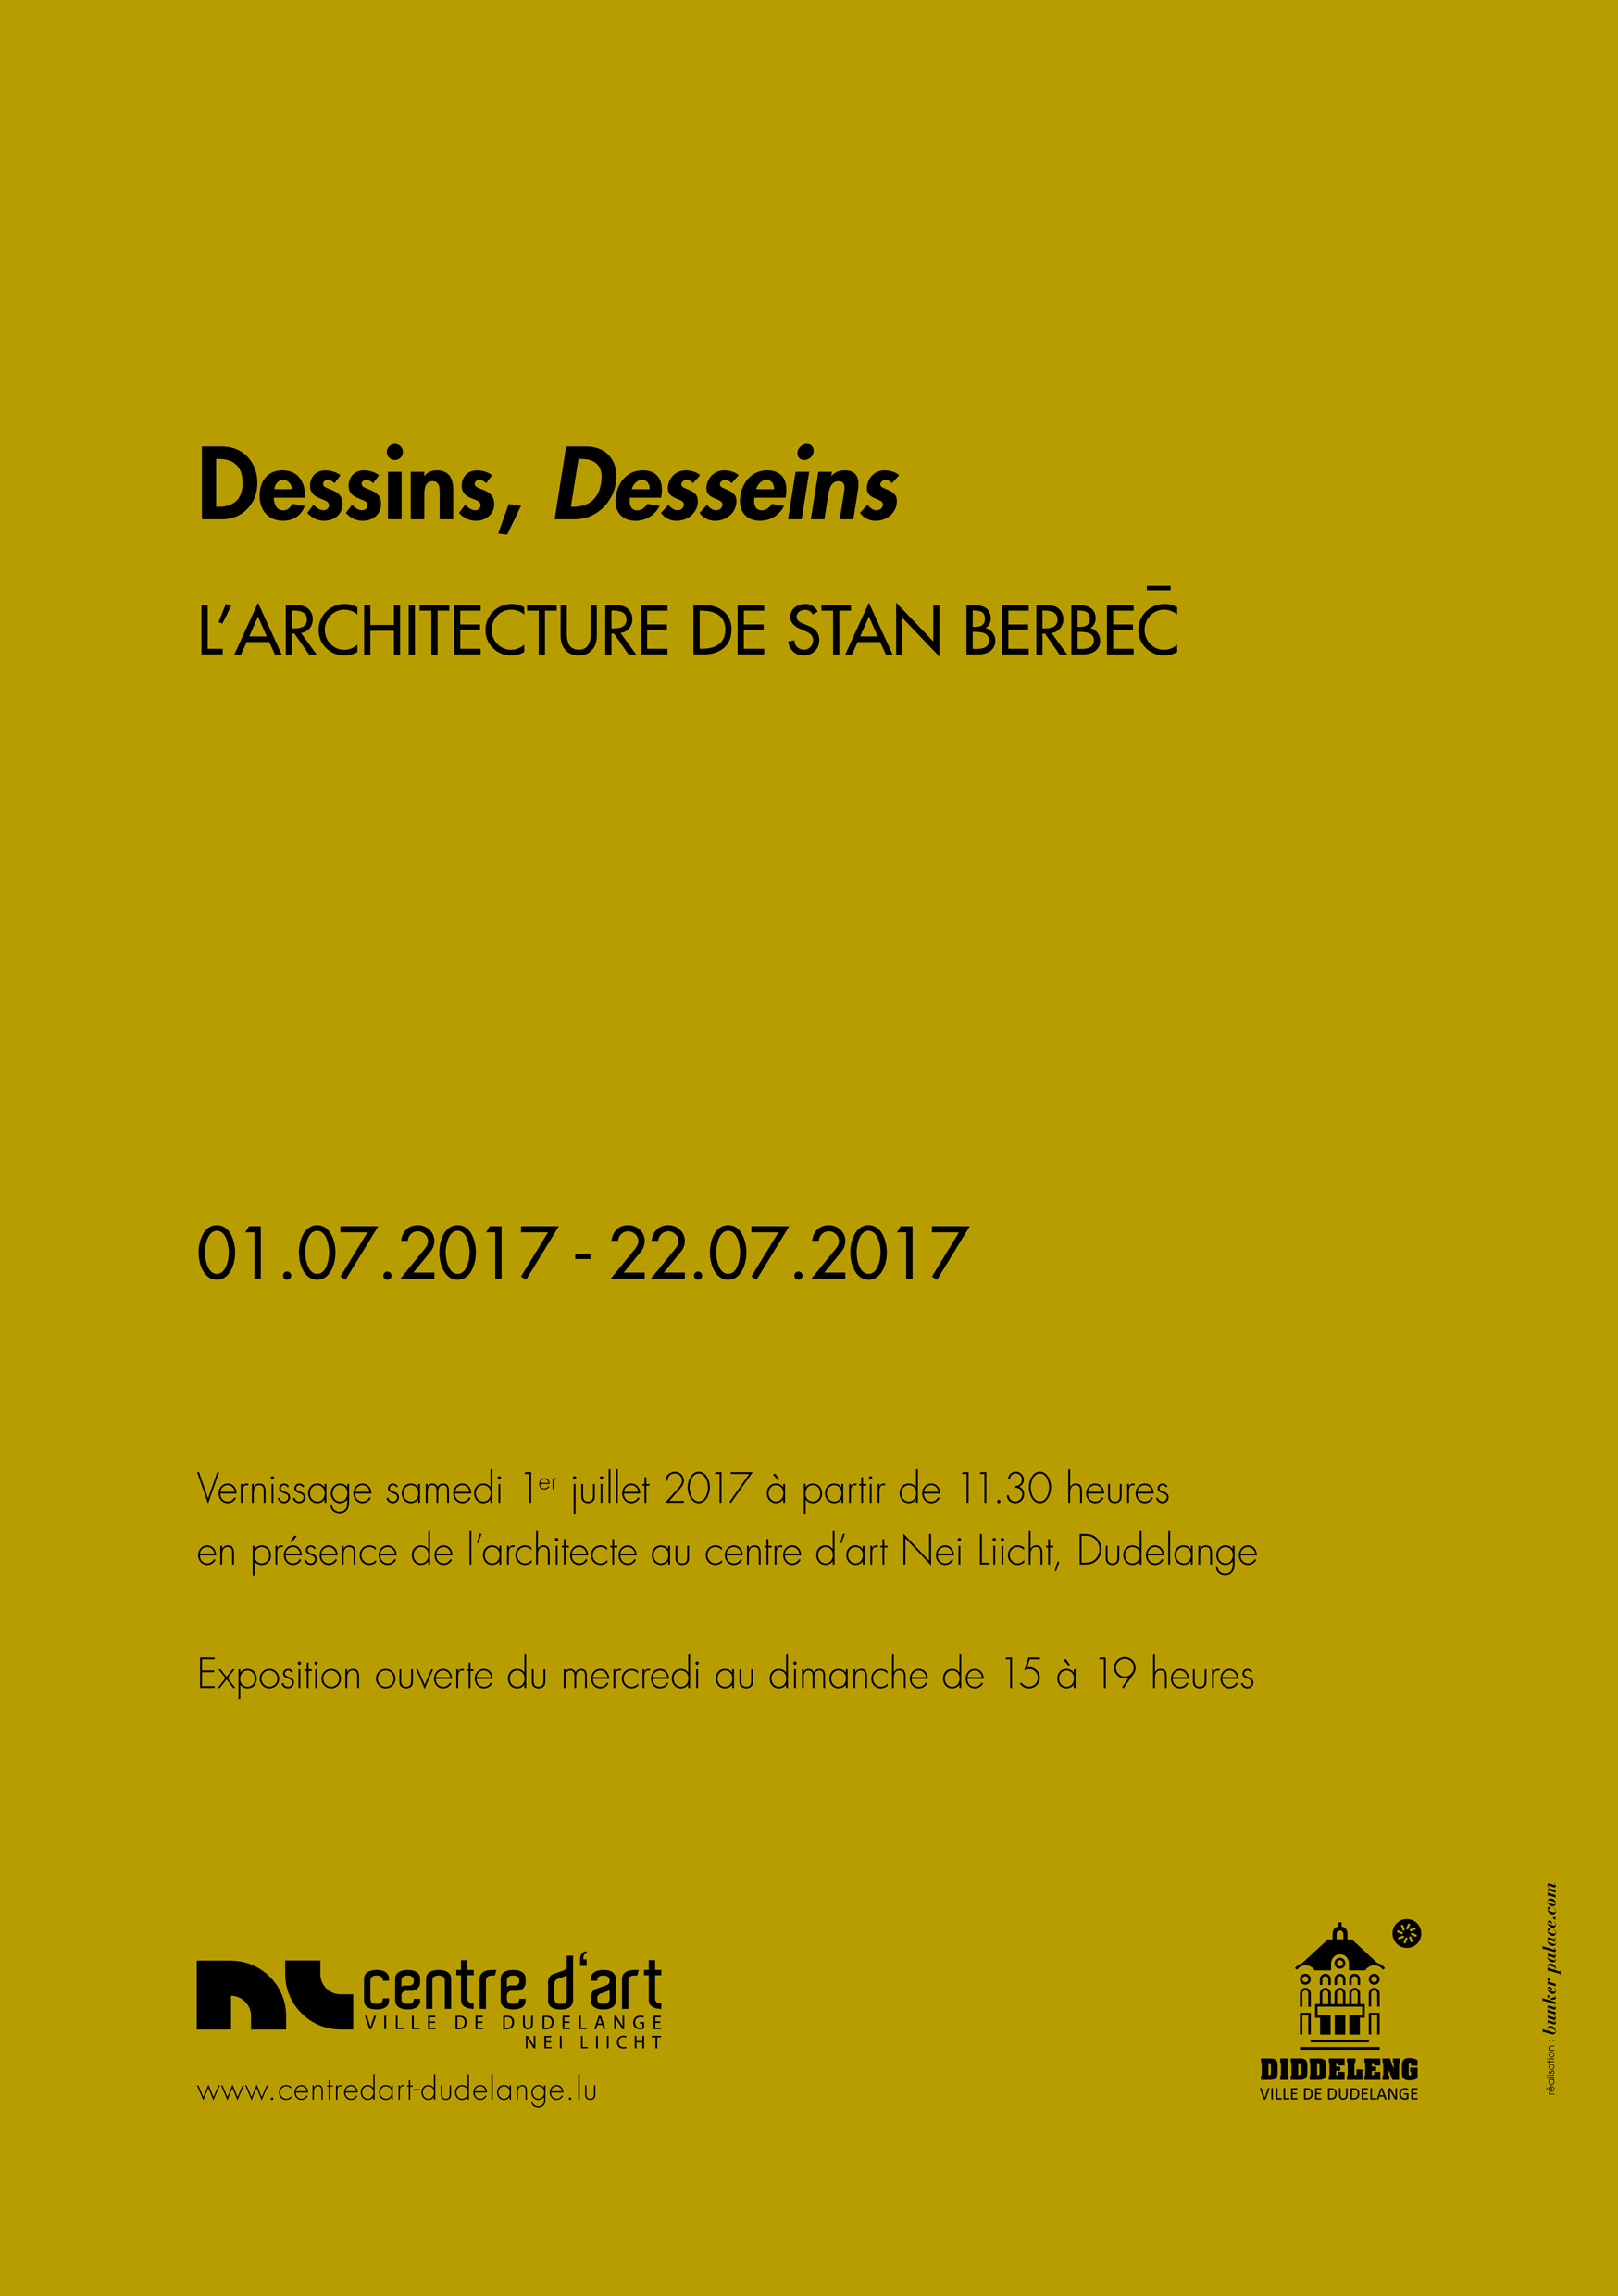 Dessins, Desseins
L’ARCHITECTURE DE STAN BERBEC̄
01.07.2017 - 22.07.2017
Vernissage samedi 1er juillet 2017 à partir de 11.30 heures
en présence de l’architecte au centre d’art Nei Liicht, Dudelange
Exposition ouverte du mercredi au dimanche de 15 à 19 heures
nl centre d‘art
VILLE DE DUDELANGE
NEI LIICHT
www.centredart-dudelange.lu
DIDDELENG
VILLE DE DUDELANGE
réalisation : bunker palace.com